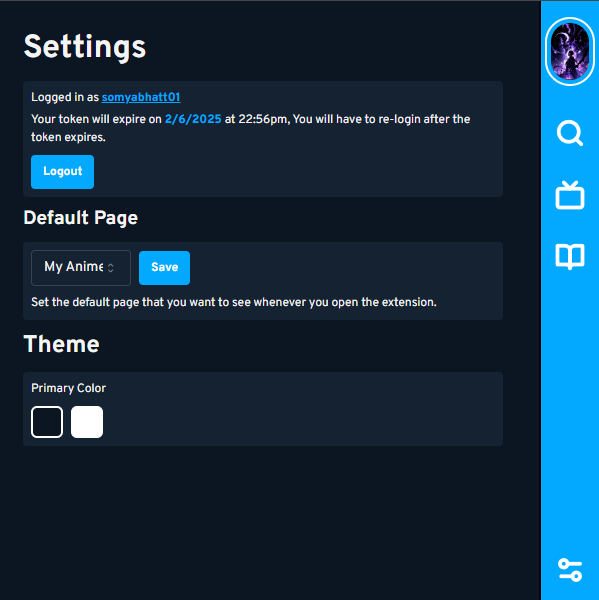 Settings
Logged in as somyabhatt01
Your token will expire on 2/6/2025 at 22:56pm, You will have to re-login after the
token expires.
Logout
Default Page
My Anime
Save
Set the default page that you want to see whenever you open the extension.
Theme
Primary Color